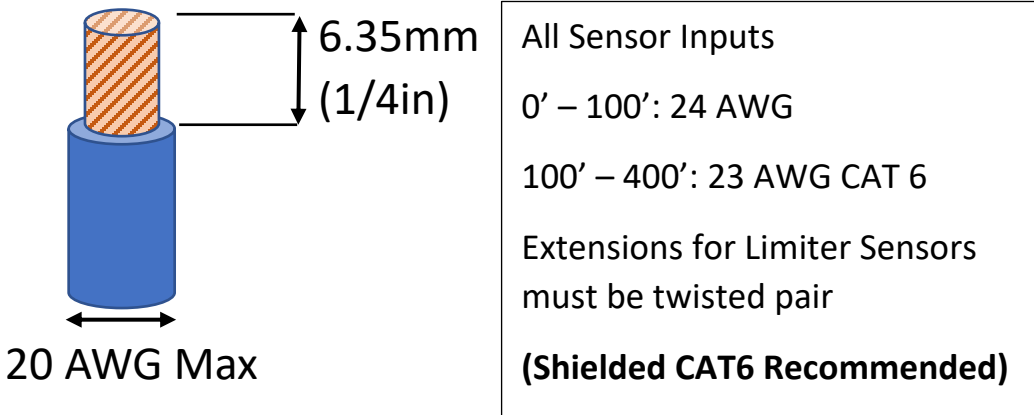 6.35mm
(1/4in)
20 AWG Max
All Sensor Inputs
0’ – 100’: 24 AWG
100’ – 400’: 23 AWG CAT 6
Extensions for Limiter Sensors
must be twisted pair
(Shielded CAT6 Recommended)